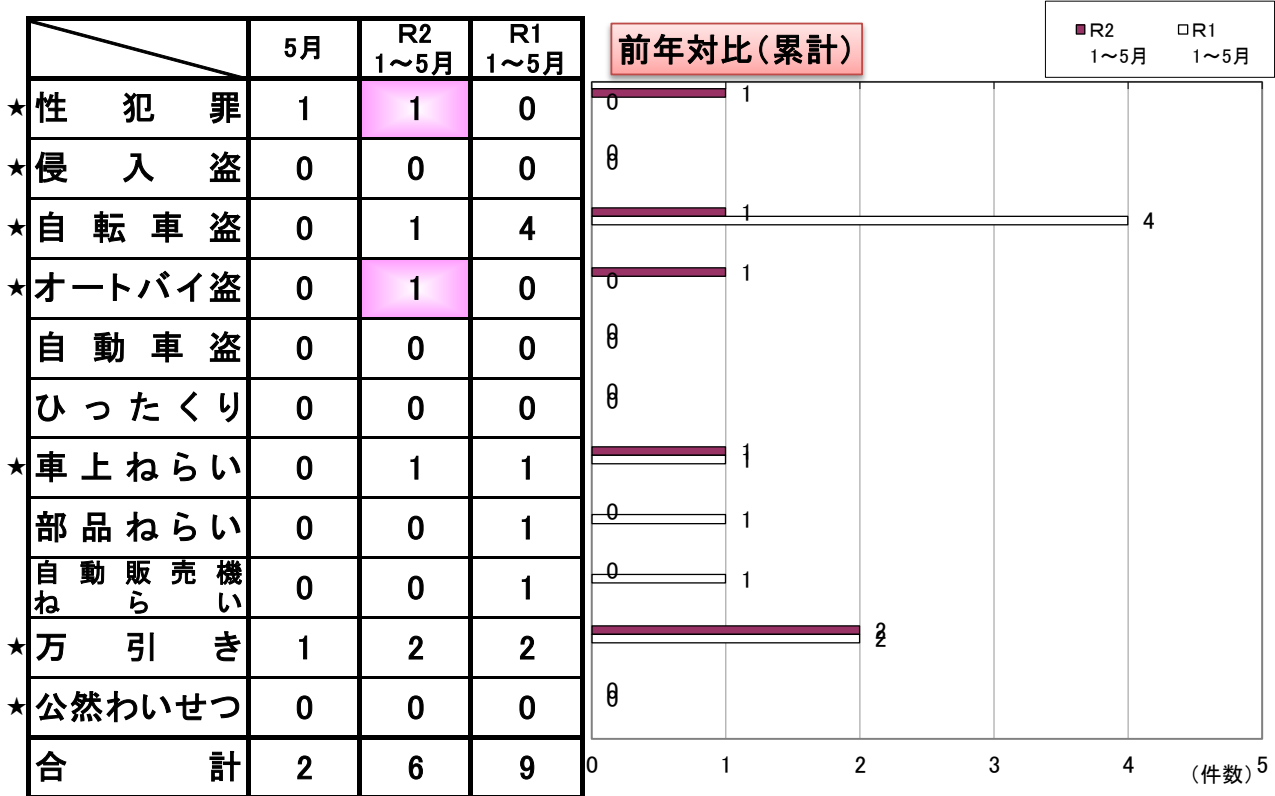 5月 R2 1～5月 R1 1～5月
★性犯罪 1 1 0
★侵入盗 0 0 0
★自転車盗 0 1 4
★オートバイ盗 0 1 0
自動車盗 0 0 0
ひったくり 0 0 0
★車上ねらい 0 1 1
部品ねらい 0 0 1
自動販売機ねらい 0 0 1
★万引き 1 2 2
★公然わいせつ 0 0 0
合計 2 6 9
前年対比（累計）
R2 1～5月
R1 1～5月
1
0
0
0
1
4
1
0
0
0
0
0
1
1
0
1
0
1
2
2
0
0
0 1 2 3 4 5
(件数)